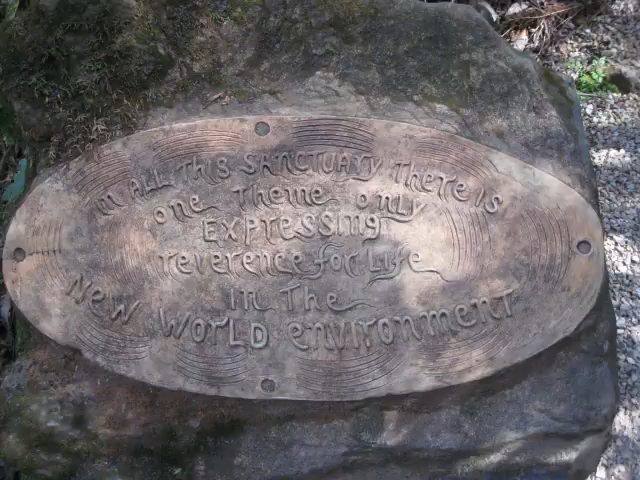 in ALL THIS SANCTUARY THere IS
one THeme onLy
EXPressinG
reverence for Life
in THe
New WorLD environment